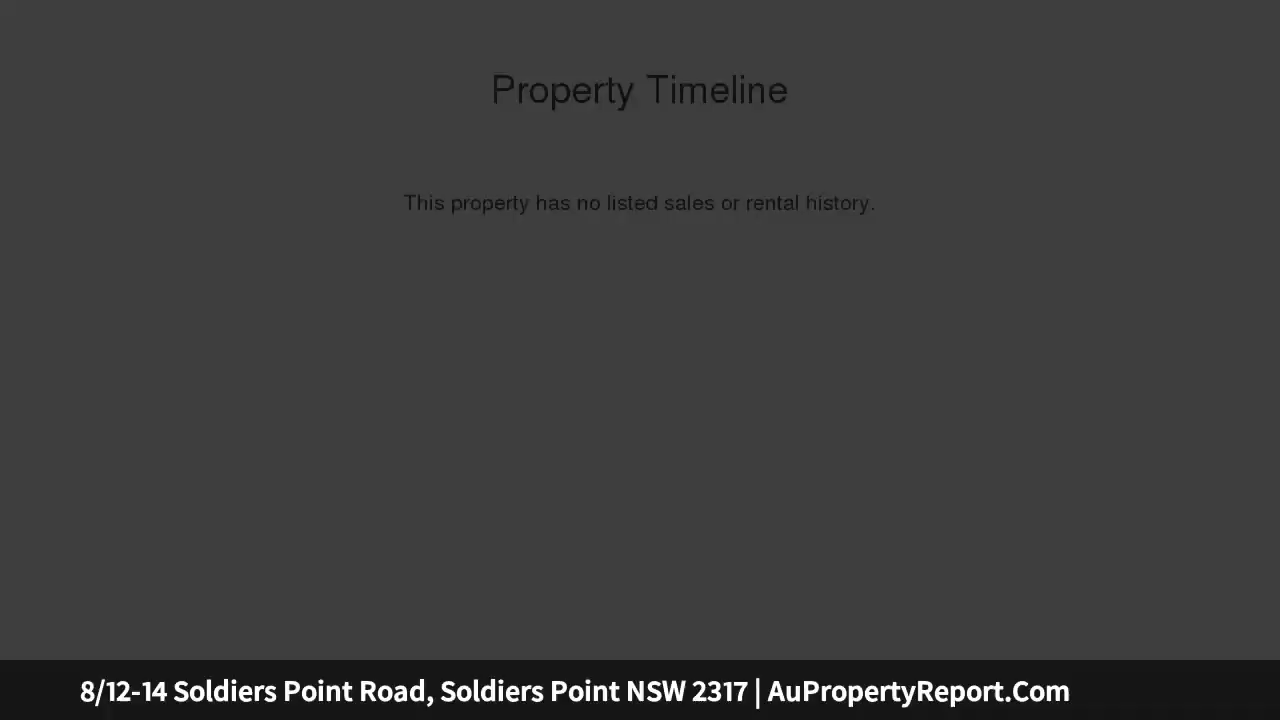 Property Timeline
This property has no listed sales or rental history.
8/12-14 Soldiers Point Road, Soldiers Point NSW 2317 | AuPropertyReport.Com